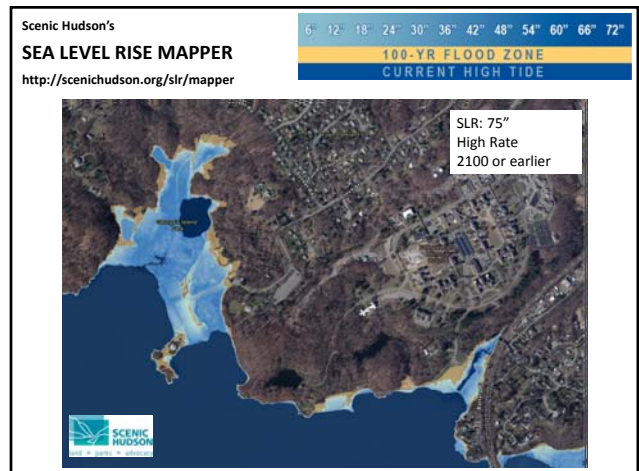 Scenic Hudson's
SEA LEVEL RISE MAPPER
http://scenichudson.org/slr/mapper
6" 12" 18" 24" 30" 36" 42" 48" 54" 60" 66" 72"
100-YR FLOOD ZONE
CURRENT HIGH TIDE
SLR: 75"
High Rate
2100 or earlier
SCENIC
HUDSON
parks